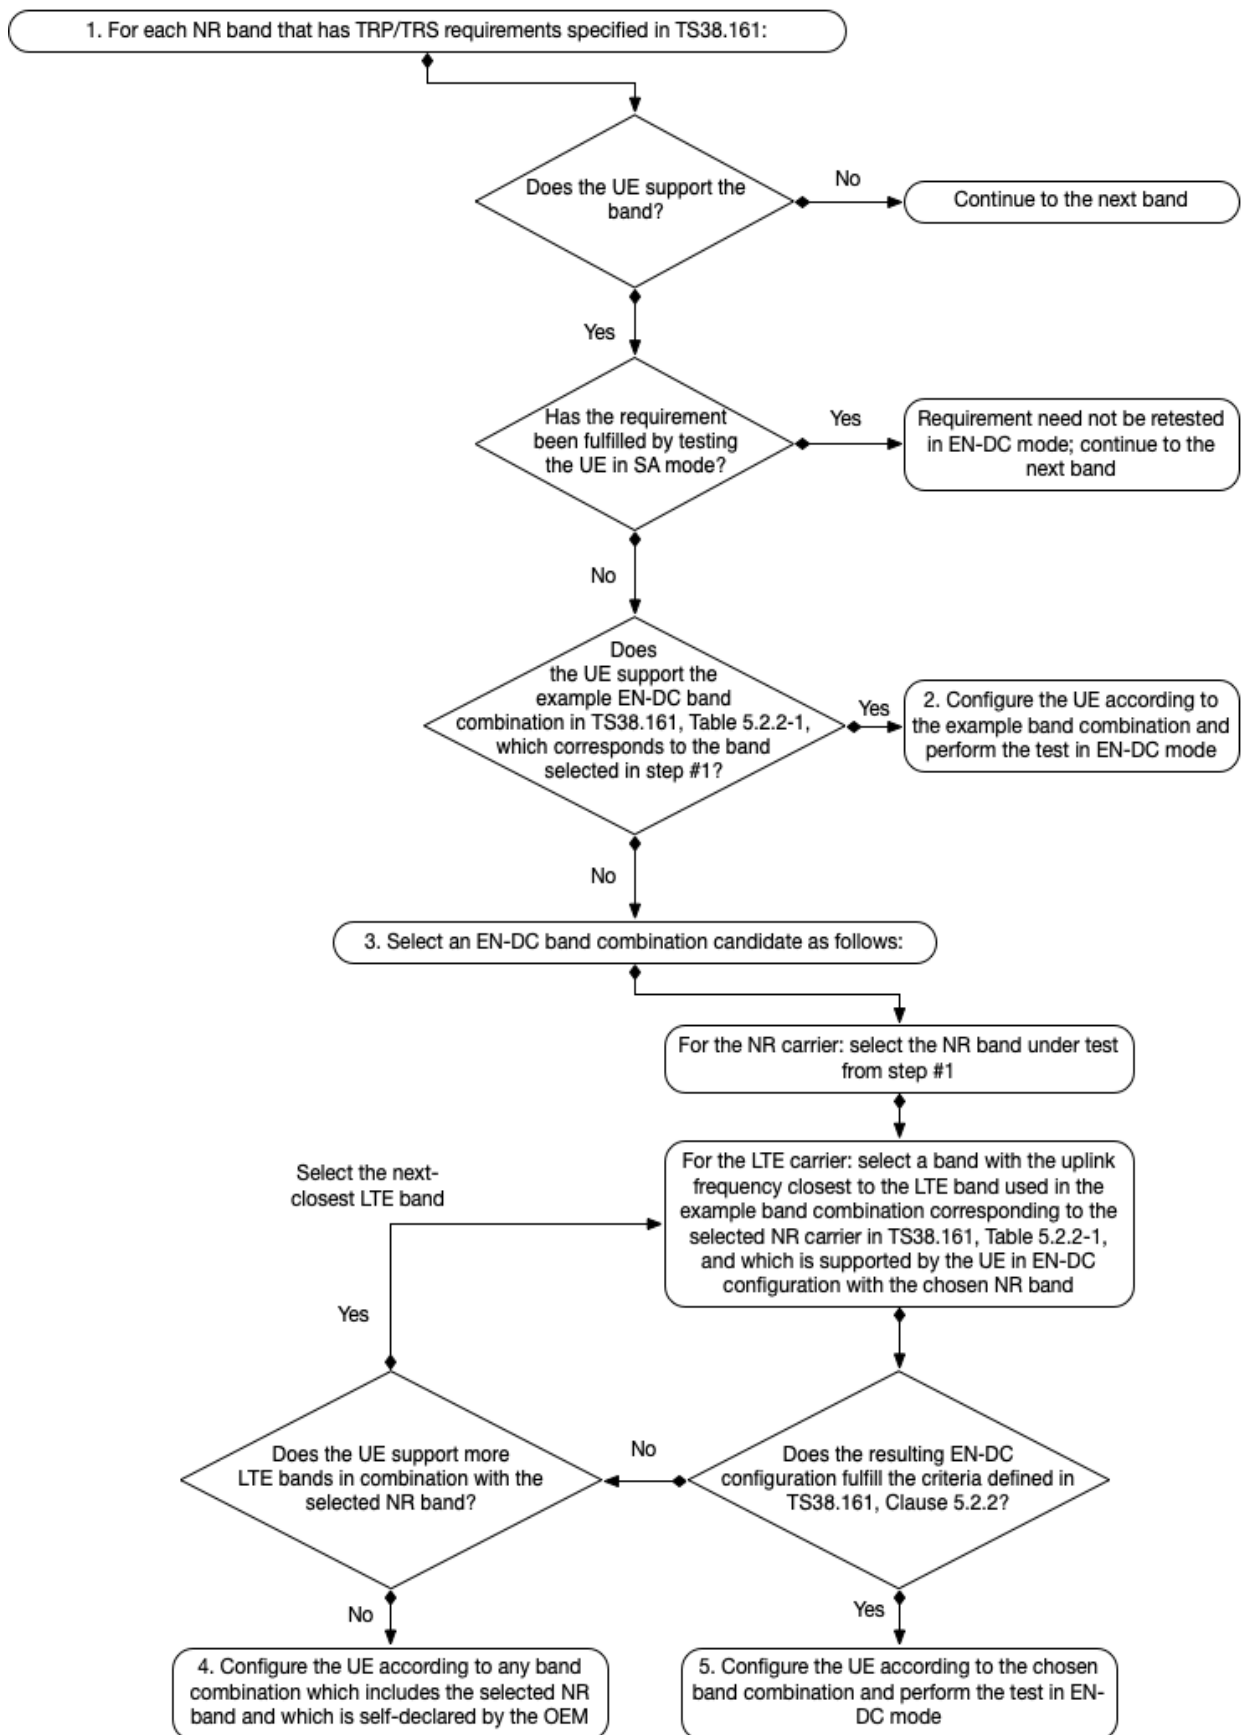 1. For each NR band that has TRP/TRS requirements specified in TS38.161:
Does the UE support the
band?
No
Continue to the next band
Yes
Has the requirement
been fulfilled by testing
the UE in SA mode?
Yes
Requirement need not be retested
in EN-DC mode; continue to the
next band
No
Does
the UE support the
example EN-DC band
combination in TS38.161, Table 5.2.2-1,
which corresponds to the band
selected in step #1?
Yes
2. Configure the UE according to
the example band combination and
perform the test in EN-DC mode
No
3. Select an EN-DC band combination candidate as follows:
For the NR carrier: select the NR band under test
from step #1
For the LTE carrier: select a band with the uplink
frequency closest to the LTE band used in the
example band combination corresponding to the
selected NR carrier in TS38.161, Table 5.2.2-1,
and which is supported by the UE in EN-DC
configuration with the chosen NR band
Select the next-
closest LTE band
Yes
Does the UE support more
LTE bands in combination with the
selected NR band?
No
Does the resulting EN-DC
configuration fulfill the criteria defined in
TS38.161, Clause 5.2.2?
No
Yes
4. Configure the UE according to any band
combination which includes the selected NR
band and which is self-declared by the OEM
5. Configure the UE according to the chosen
band combination and perform the test in EN-
DC mode